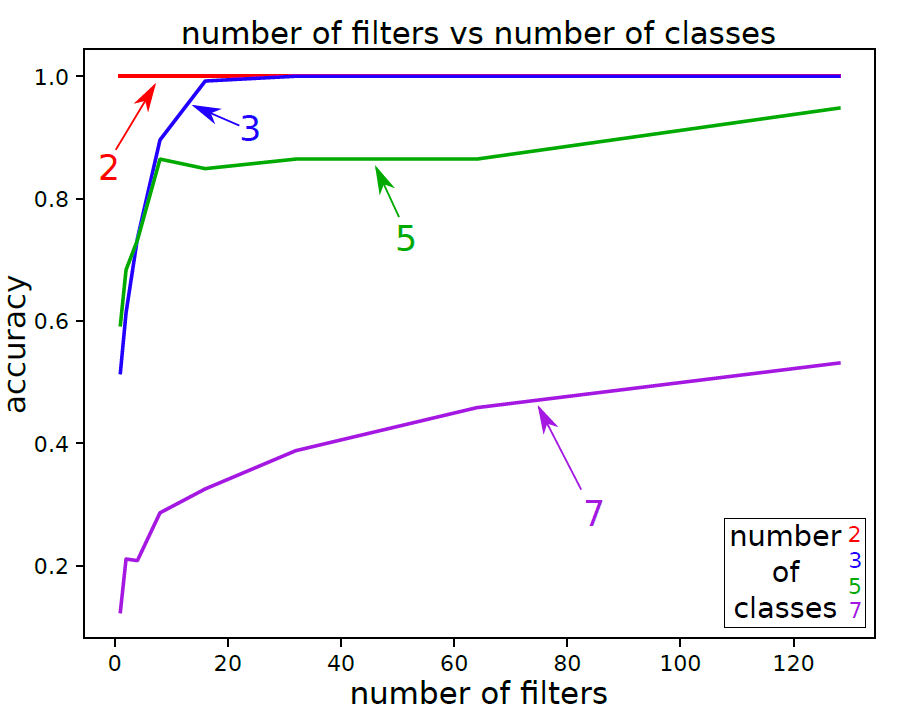 number of filters vs number of classes
1.0
0.8
0.6
0.4
0.2
accuracy
2
3
5
7
number
of
classes
2
3
5
7
0 20 40 60 80 100 120
number of filters